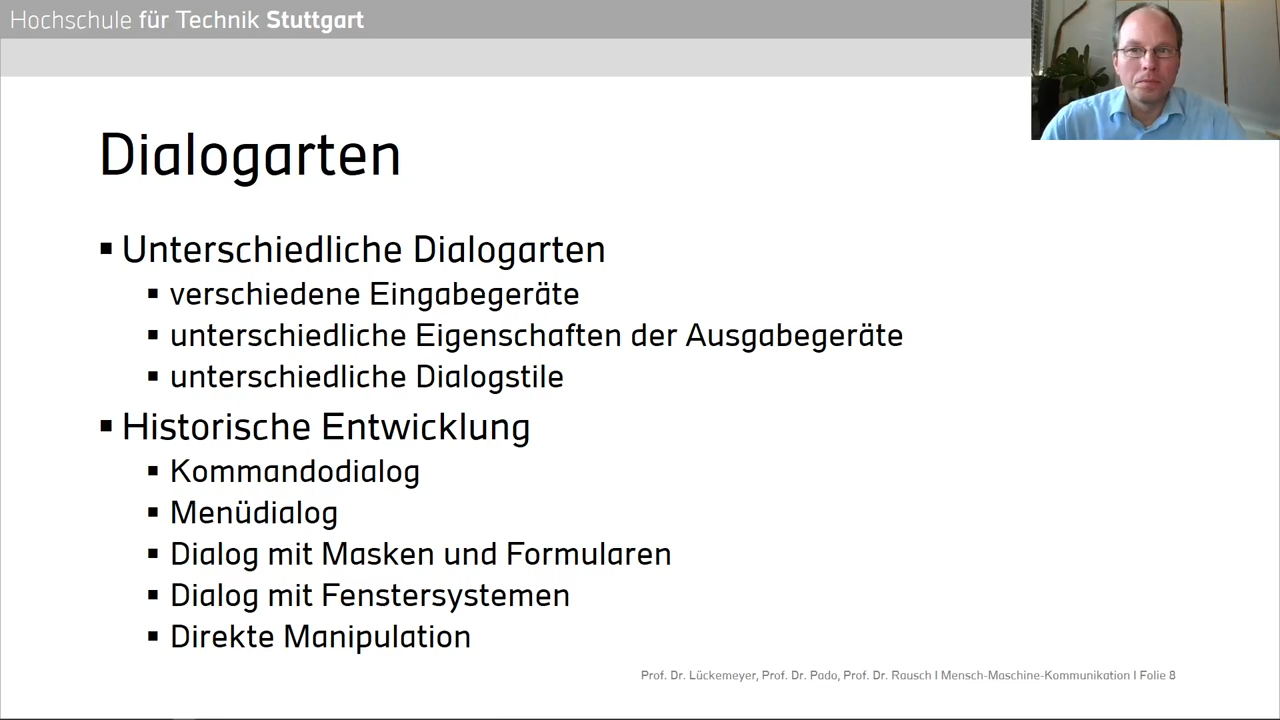 Hochschule für Technik Stuttgart
Dialogarten
Unterschiedliche Dialogarten
verschiedene Eingabegeräte
unterschiedliche Eigenschaften der Ausgabegeräte
unterschiedliche Dialogstile
Historische Entwicklung
Kommandodialog
Menüdialog
Dialog mit Masken und Formularen
Dialog mit Fenstersystemen
Direkte Manipulation
Prof. Dr. Lückemeyer, Prof. Dr. Pado, Prof. Dr. Rausch I Mensch-Maschine-Kommunikation I Folie 8